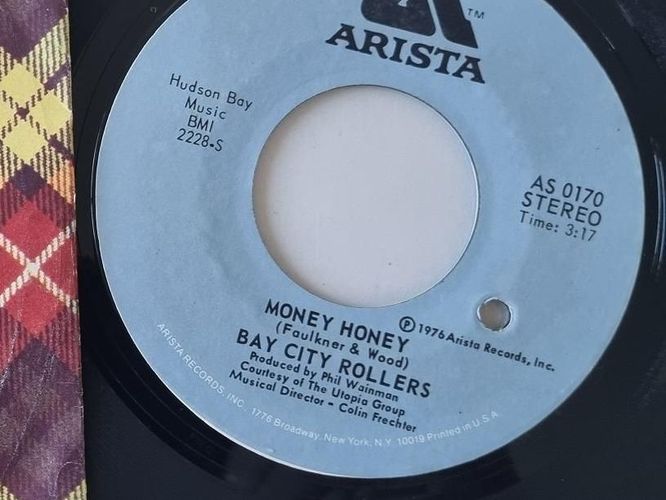 TM
ARISTA
Hudson Bay
Music
BMI
2228-S
AS 0170
STEREO
Time: 3:17
MONEY HONEY
(Faulkner & Wood)
BAY CITY ROLLERS
Produced by Phil Wainman
Courtesy of The Utopia Group
Musical Director - Colin Frechter
Ⓟ 1976 Arista Records, Inc.
ARISTA RECORDS, INC. 1776 Broadway, New York, N.Y. 10019 Printed in U.S.A.